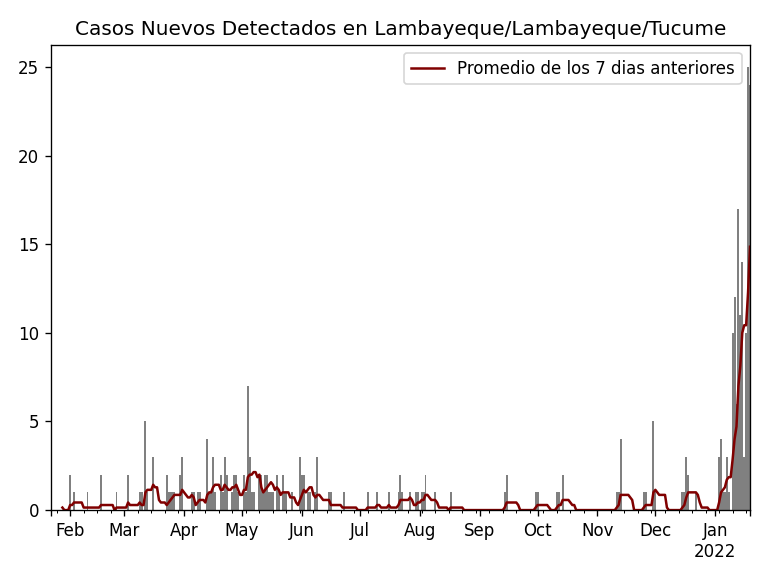 Casos Nuevos Detectados en Lambayeque/Lambayeque/Tucume
Promedio de los 7 dias anteriores
25
20
15
10
5
0
Feb Mar Apr May Jun Jul Aug Sep Oct Nov Dec Jan
2022